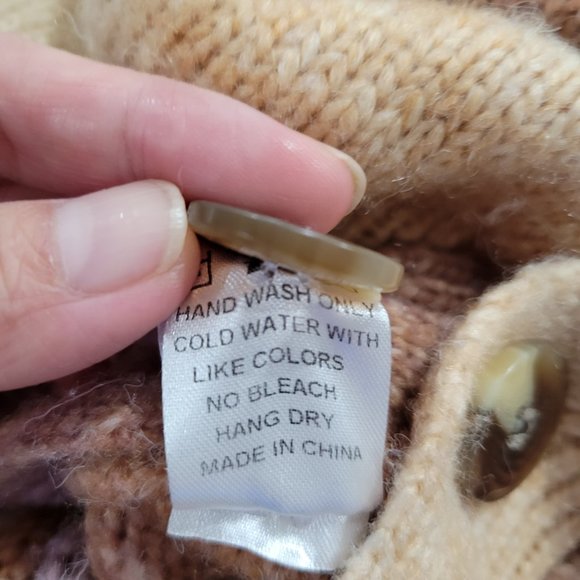 HAND WASH ONLY
COLD WATER WITH
LIKE COLORS
NO BLEACH
HANG DRY
MADE IN CHINA